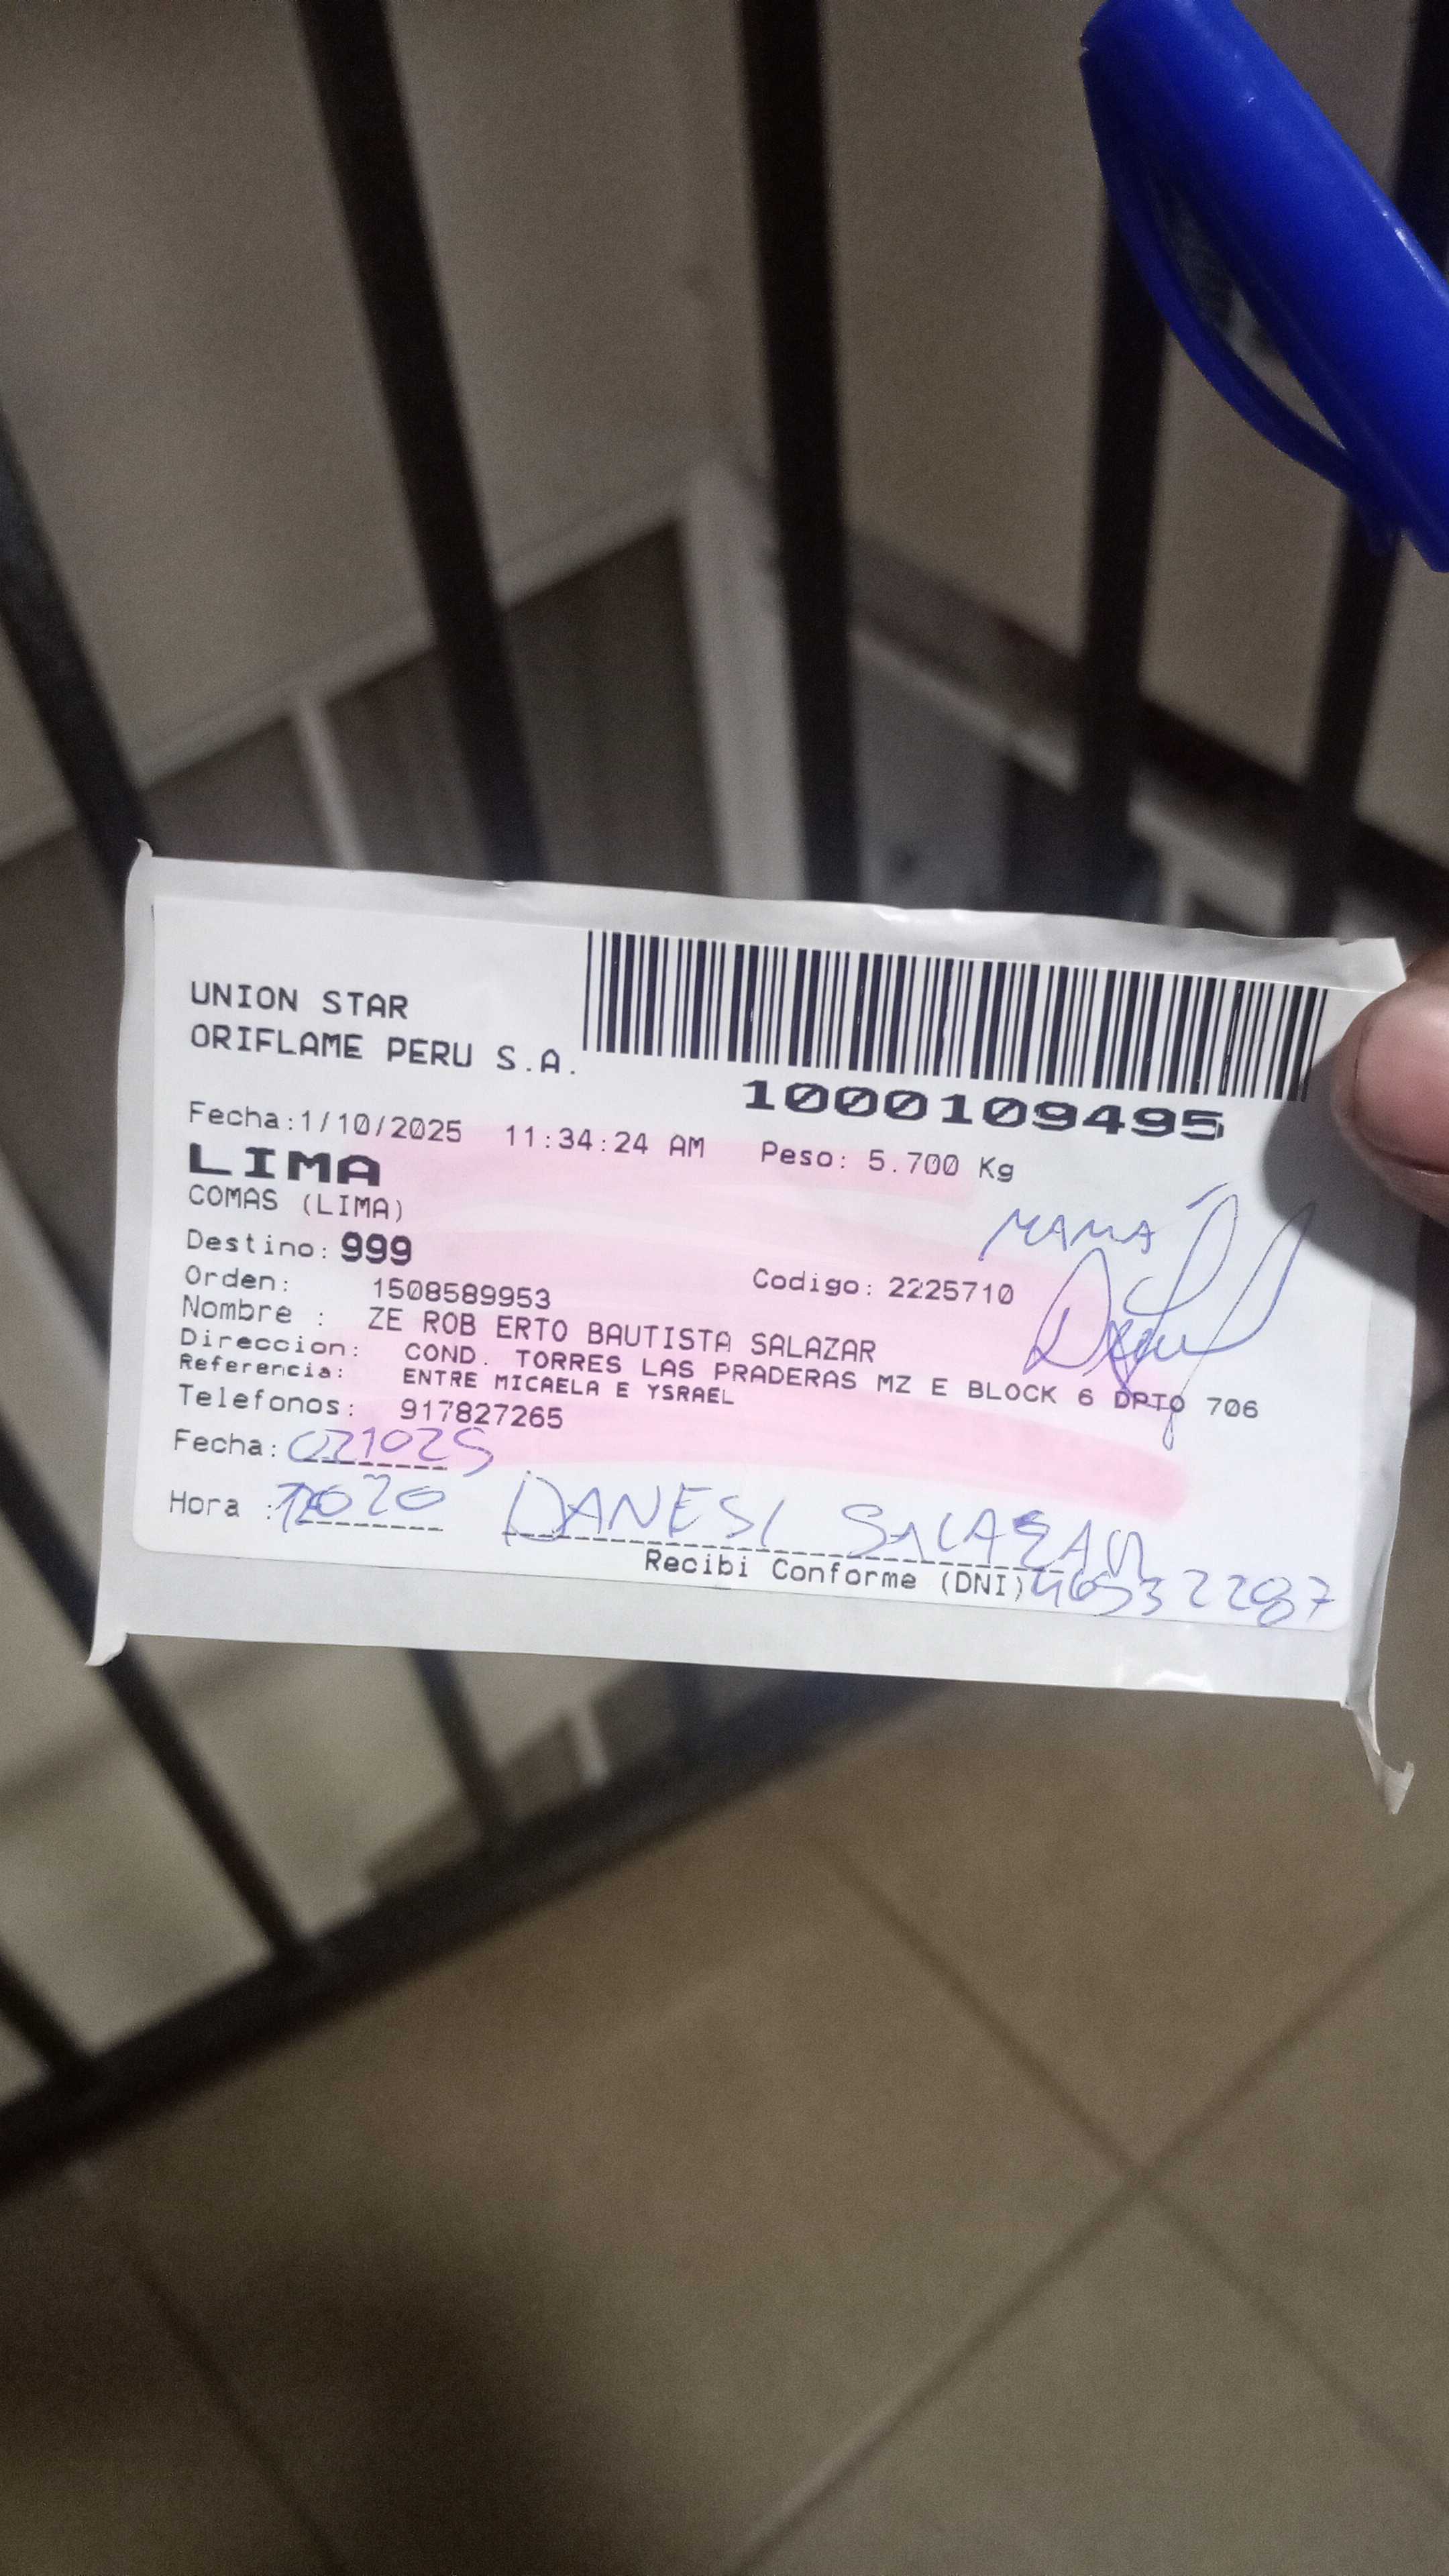 UNION STAR
ORIFLAME PERU S.A.
1000109495
Fecha:1/10/2025 11:34:24 AM Peso: 5.700 Kg
LIMA
COMAS (LIMA)
MAMÁ
Destino: 999
Orden: 1508589953 Codigo: 2225710
Nombre : ZE ROB ERTO BAUTISTA SALAZAR
Direccion: COND. TORRES LAS PRADERAS MZ E BLOCK 6 DPTO 706
Referencia: ENTRE MICAELA E YSRAEL
Telefonos: 917827265
Fecha: 021025
Hora :
DANESI SALAZAR
Recibi Conforme (DNI) 46532287